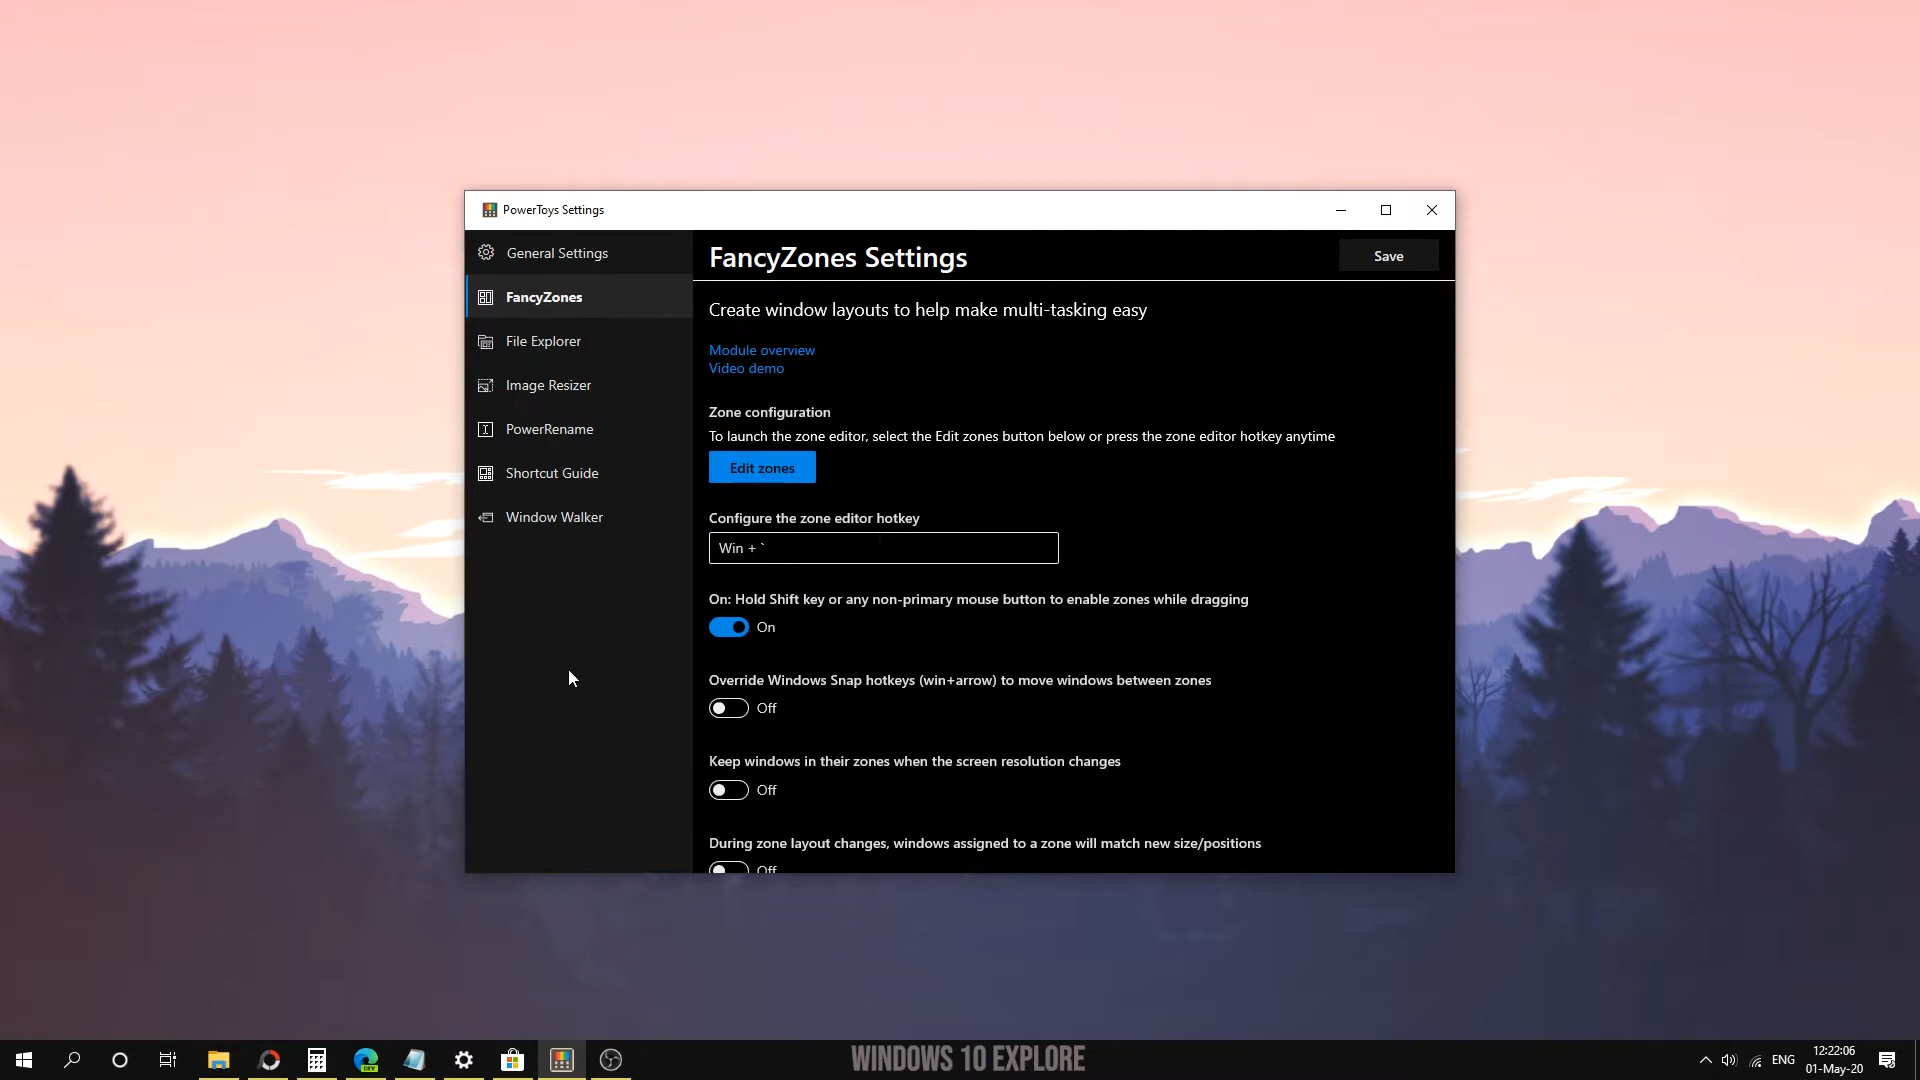 PowerToys Settings
General Settings
FancyZones
File Explorer
Image Resizer
PowerRename
Shortcut Guide
Window Walker
FancyZones Settings
Save
Create window layouts to help make multi-tasking easy
Module overview
Video demo
Zone configuration
To launch the zone editor, select the Edit zones button below or press the zone editor hotkey anytime
Edit zones
Configure the zone editor hotkey
Win + `
On: Hold Shift key or any non-primary mouse button to enable zones while dragging
On
Override Windows Snap hotkeys (win+arrow) to move windows between zones
Off
Keep windows in their zones when the screen resolution changes
Off
During zone layout changes, windows assigned to a zone will match new size/positions
Off
DEV
WINDOWS 10 EXPLORE
ENG
12:22:06
01-May-20